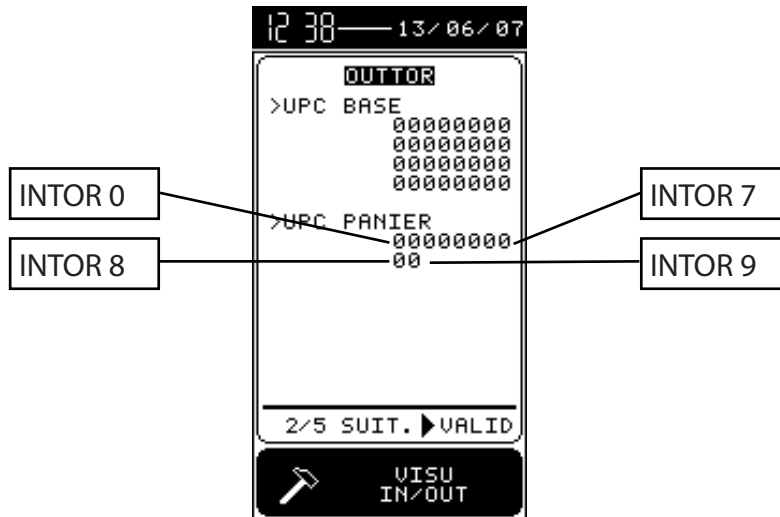 12 38 13/06/07
OUTTOR
>UPC BASE
00000000
00000000
00000000
00000000
INTOR 0
INTOR 7
>UPC PANIER
00000000
INTOR 8
00
INTOR 9
2/5 SUIT. ▶VALID
VISU
IN/OUT